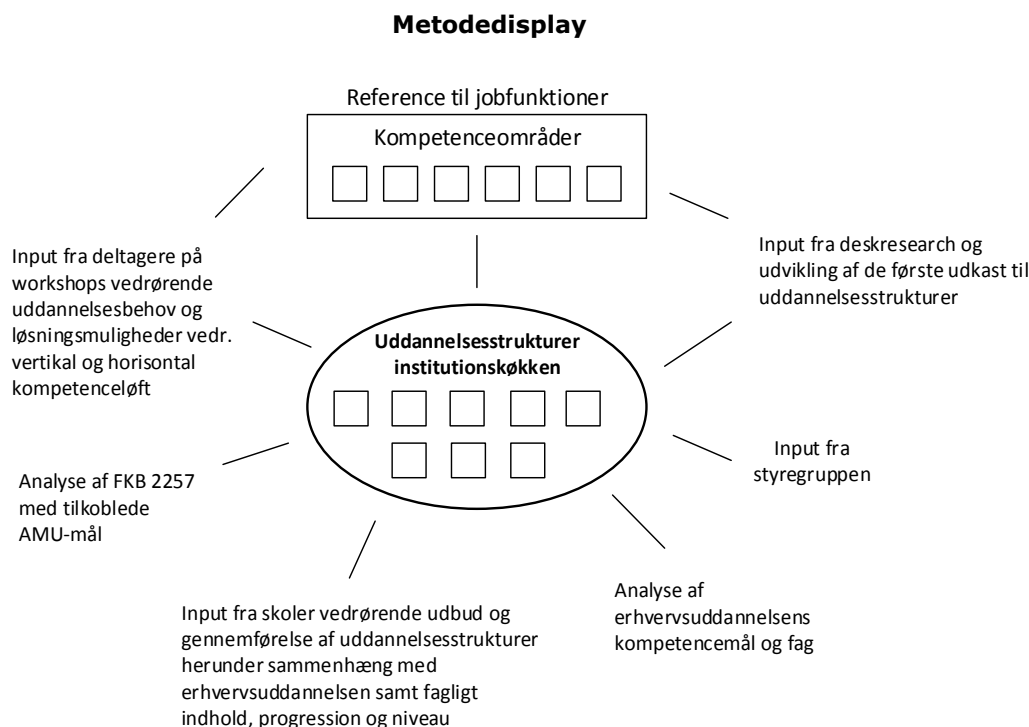 Metodedisplay
Reference til jobfunktioner
Kompetenceområder
Input fra deltagere på
workshops vedrørende
uddannelsesbehov og
løsningsmuligheder vedr.
vertikal og horisontal
kompetenceløft
Input fra deskresearch og
udvikling af de første udkast til
uddannelsesstrukturer
Uddannelsesstrukturer
institutionskøkken
Analyse af FKB 2257
med tilkoblede
AMU-mål
Input fra
styregruppen
Input fra skoler vedrørende udbud og
gennemførelse af uddannelsesstrukturer
herunder sammenhæng med
erhvervsuddannelsen samt fagligt
indhold, progression og niveau
Analyse af
erhvervsuddannelsens
kompetencemål og fag